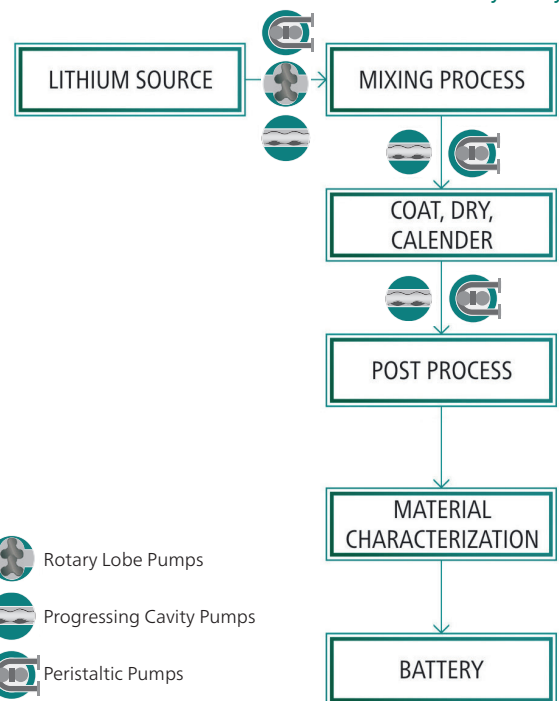 LITHIUM SOURCE
MIXING PROCESS
COAT, DRY,
CALENDER
POST PROCESS
MATERIAL
CHARACTERIZATION
BATTERY
Rotary Lobe Pumps
Progressing Cavity Pumps
Peristaltic Pumps